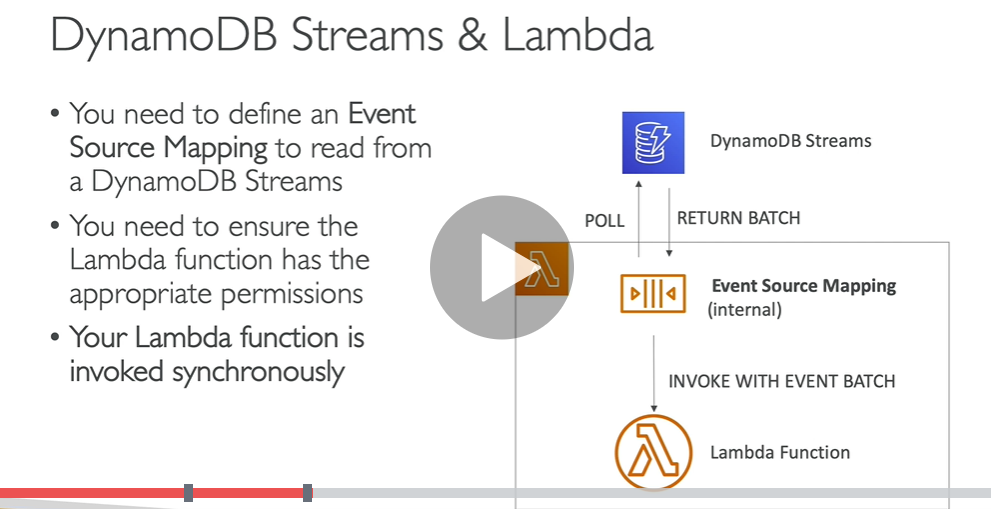 DynamoDB Streams & Lambda
• You need to define an Event
Source Mapping to read from
a DynamoDB Streams
• You need to ensure the
Lambda function has the
appropriate permissions
• Your Lambda function is
invoked synchronously
DynamoDB Streams
POLL
RETURN BATCH
Event Source Mapping
(internal)
INVOKE WITH EVENT BATCH
Lambda Function